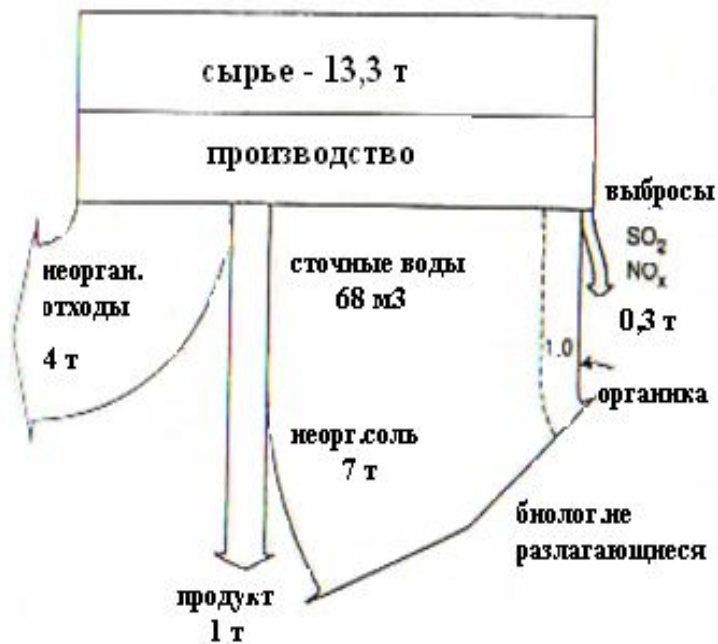 сырье - 13,3 т
производство
выбросы
SO₂
NOₓ
0,3 т
неорган.
отходы
4 т
сточные воды
68 м3
1.0
органика
неорг.соль
7 т
биолог.не
разлагающиеся
продукт
1 т